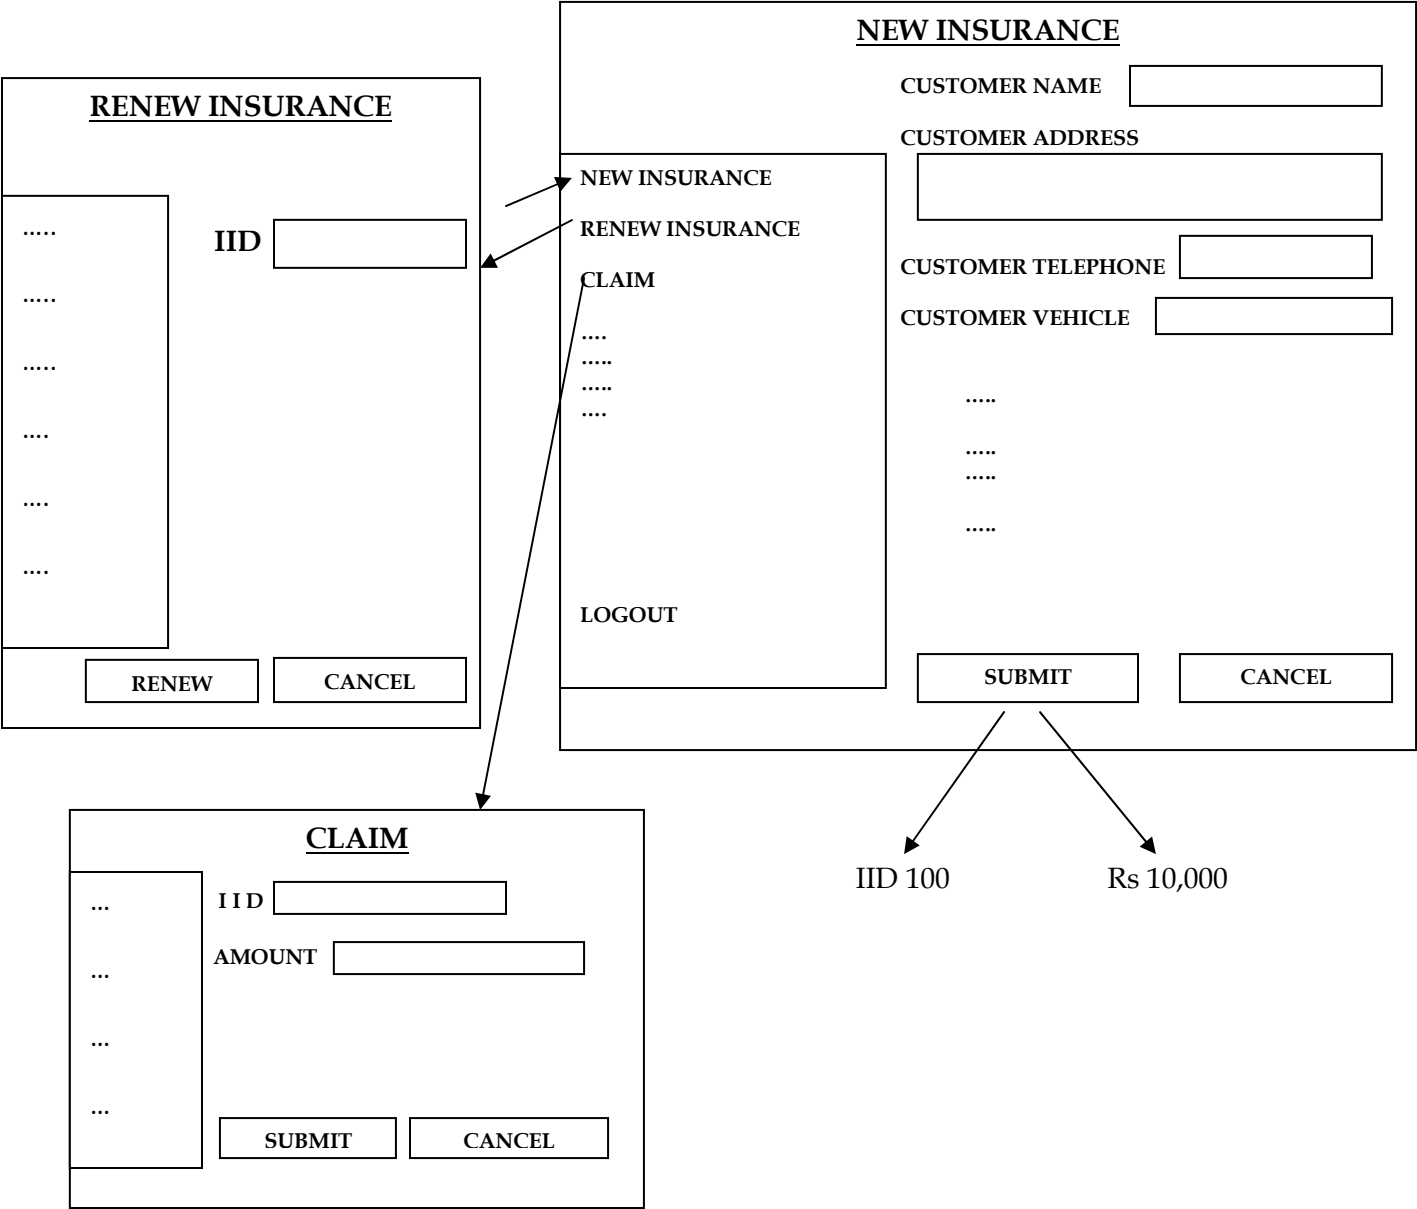 NEW INSURANCE
CUSTOMER NAME
CUSTOMER ADDRESS
NEW INSURANCE
RENEW INSURANCE
CLAIM
....
.....
.....
....
LOGOUT
CUSTOMER TELEPHONE
CUSTOMER VEHICLE
.....
.....
.....
.....
SUBMIT CANCEL
IID 100 Rs 10,000
RENEW INSURANCE
.....
.....
.....
....
....
....
IID
RENEW CANCEL
CLAIM
...
...
...
...
I I D
AMOUNT
SUBMIT CANCEL